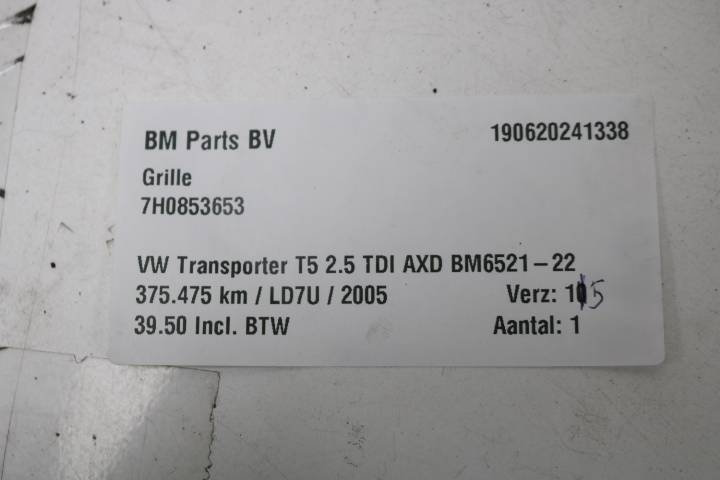 BM Parts BV 190620241338
Grille
7H0853653
VW Transporter T5 2.5 TDI AXD BM6521-22
375.475 km / LD7U / 2005 Verz: 15
39.50 Incl. BTW Aantal: 1